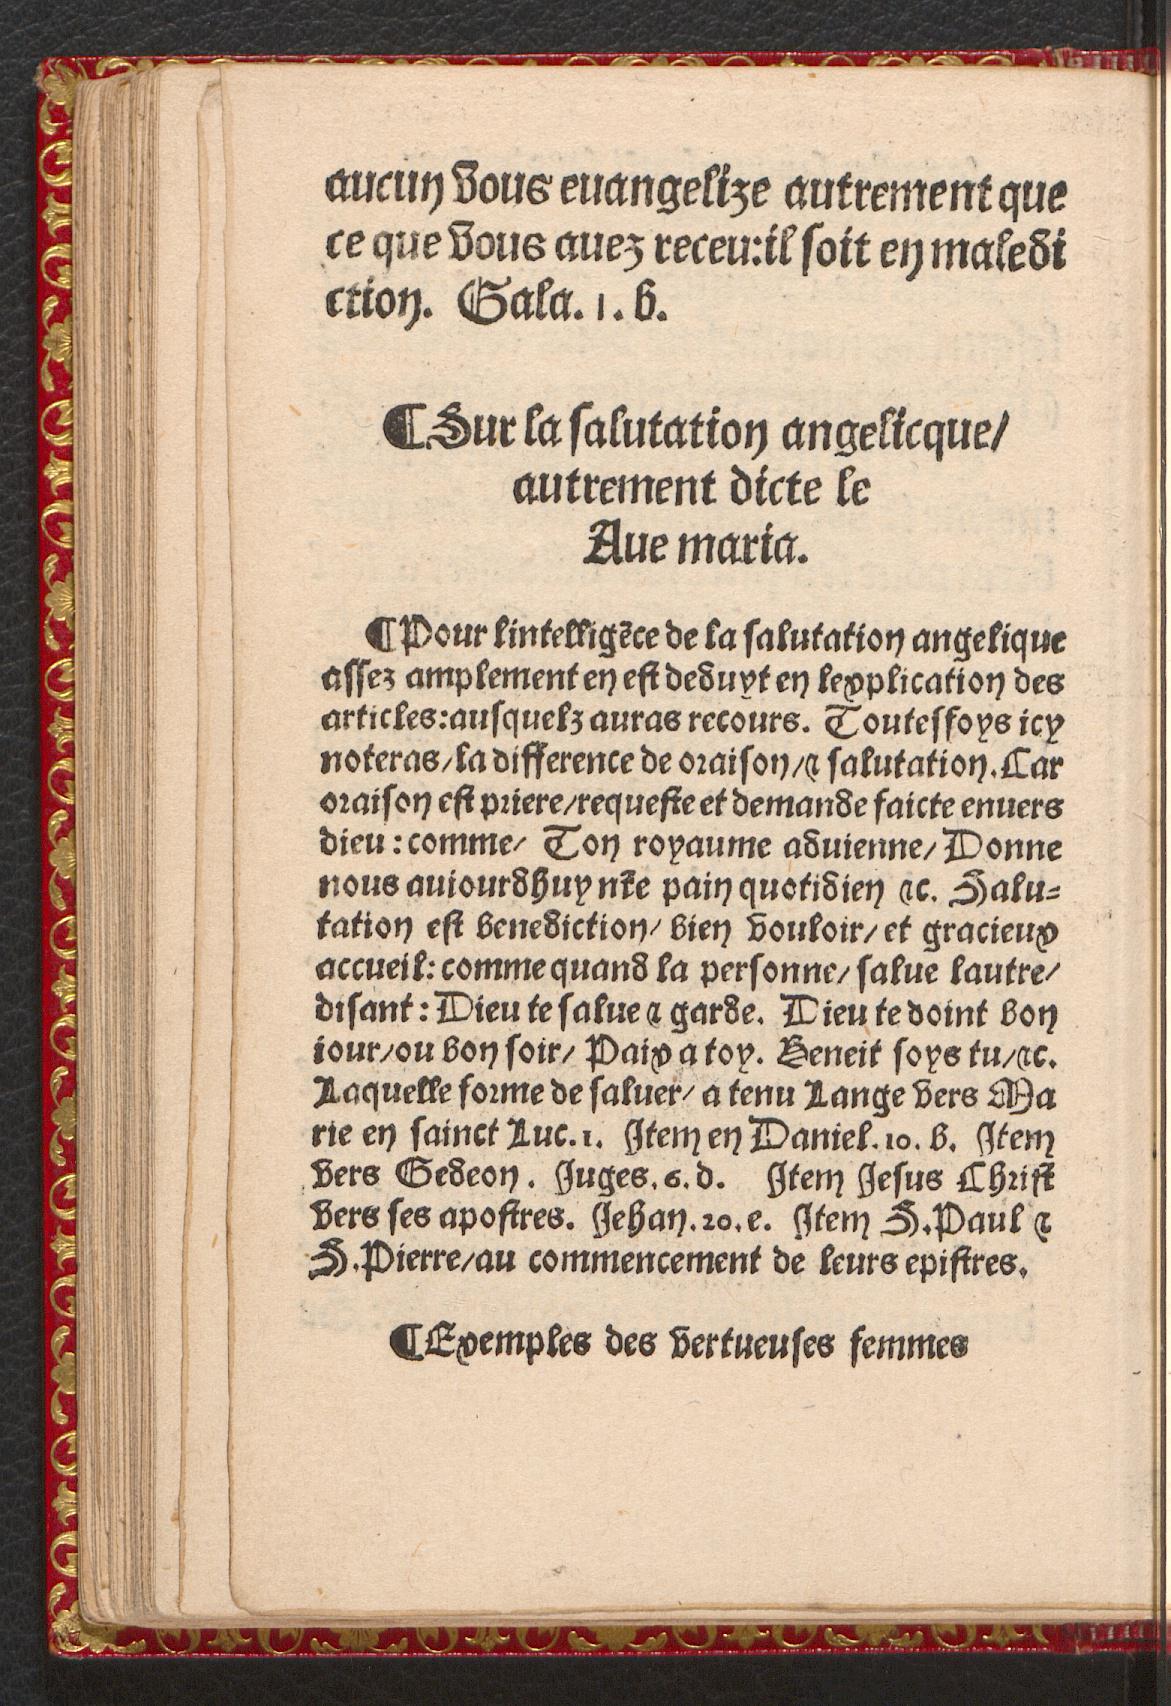 aucun vous euangelize autrement que
ce que vous auez receu:il soit en maledi
ction. Gala. 1. b.
¶Sur la salutation angelicque/
autrement dicte le
Aue maria.
¶Pour lintelligēce de la salutation angelique
assez amplement en est deduyt en lexplication des
articles:ausquelz auras recours. Toutesfoys icy
noteras/la difference de oraison/⁊ salutation. Car
oraison est priere/requeste et demande faicte enuers
dieu : comme/ Ton royaume aduienne/ Donne
nous auiourdhuy nr̃e pain quotidien ⁊c. Salu-
tation est benediction/ bien vouloir/ et gracieux
accueil: comme quand la personne/ salue lautre/
disant : Dieu te salue ⁊ garde. Dieu te doint bon
iour/ou bon soir/ Paix a toy. Beneit soys tu/⁊c.
Laquelle forme de saluer/ a tenu Lange vers Ma
rie en sainct Luc. 1. Item en Daniel. 10. b. Item
vers Gedeon. Juges. 6. d. Item Jesus Christ
vers ses apostres. Jehan. 20. e. Item S. Paul ⁊
S. Pierre/au commencement de leurs epistres.
¶Exemples des vertueuses femmes